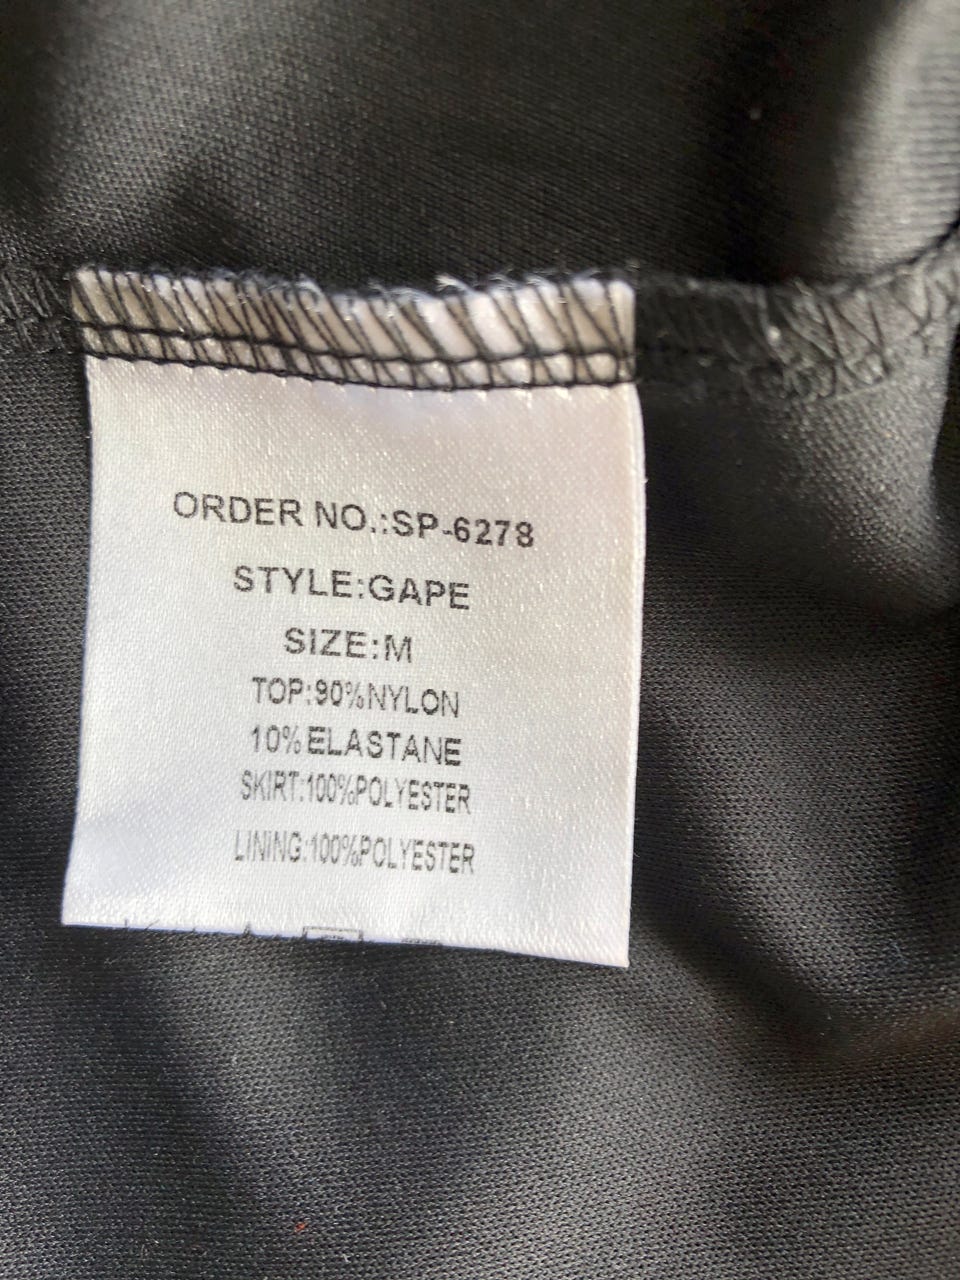 ORDER NO.:SP-6278
STYLE:GAPE
SIZE:M
TOP:90%NYLON
10%ELASTANE
SKIRT:100%POLYESTER
LINING:100%POLYESTER